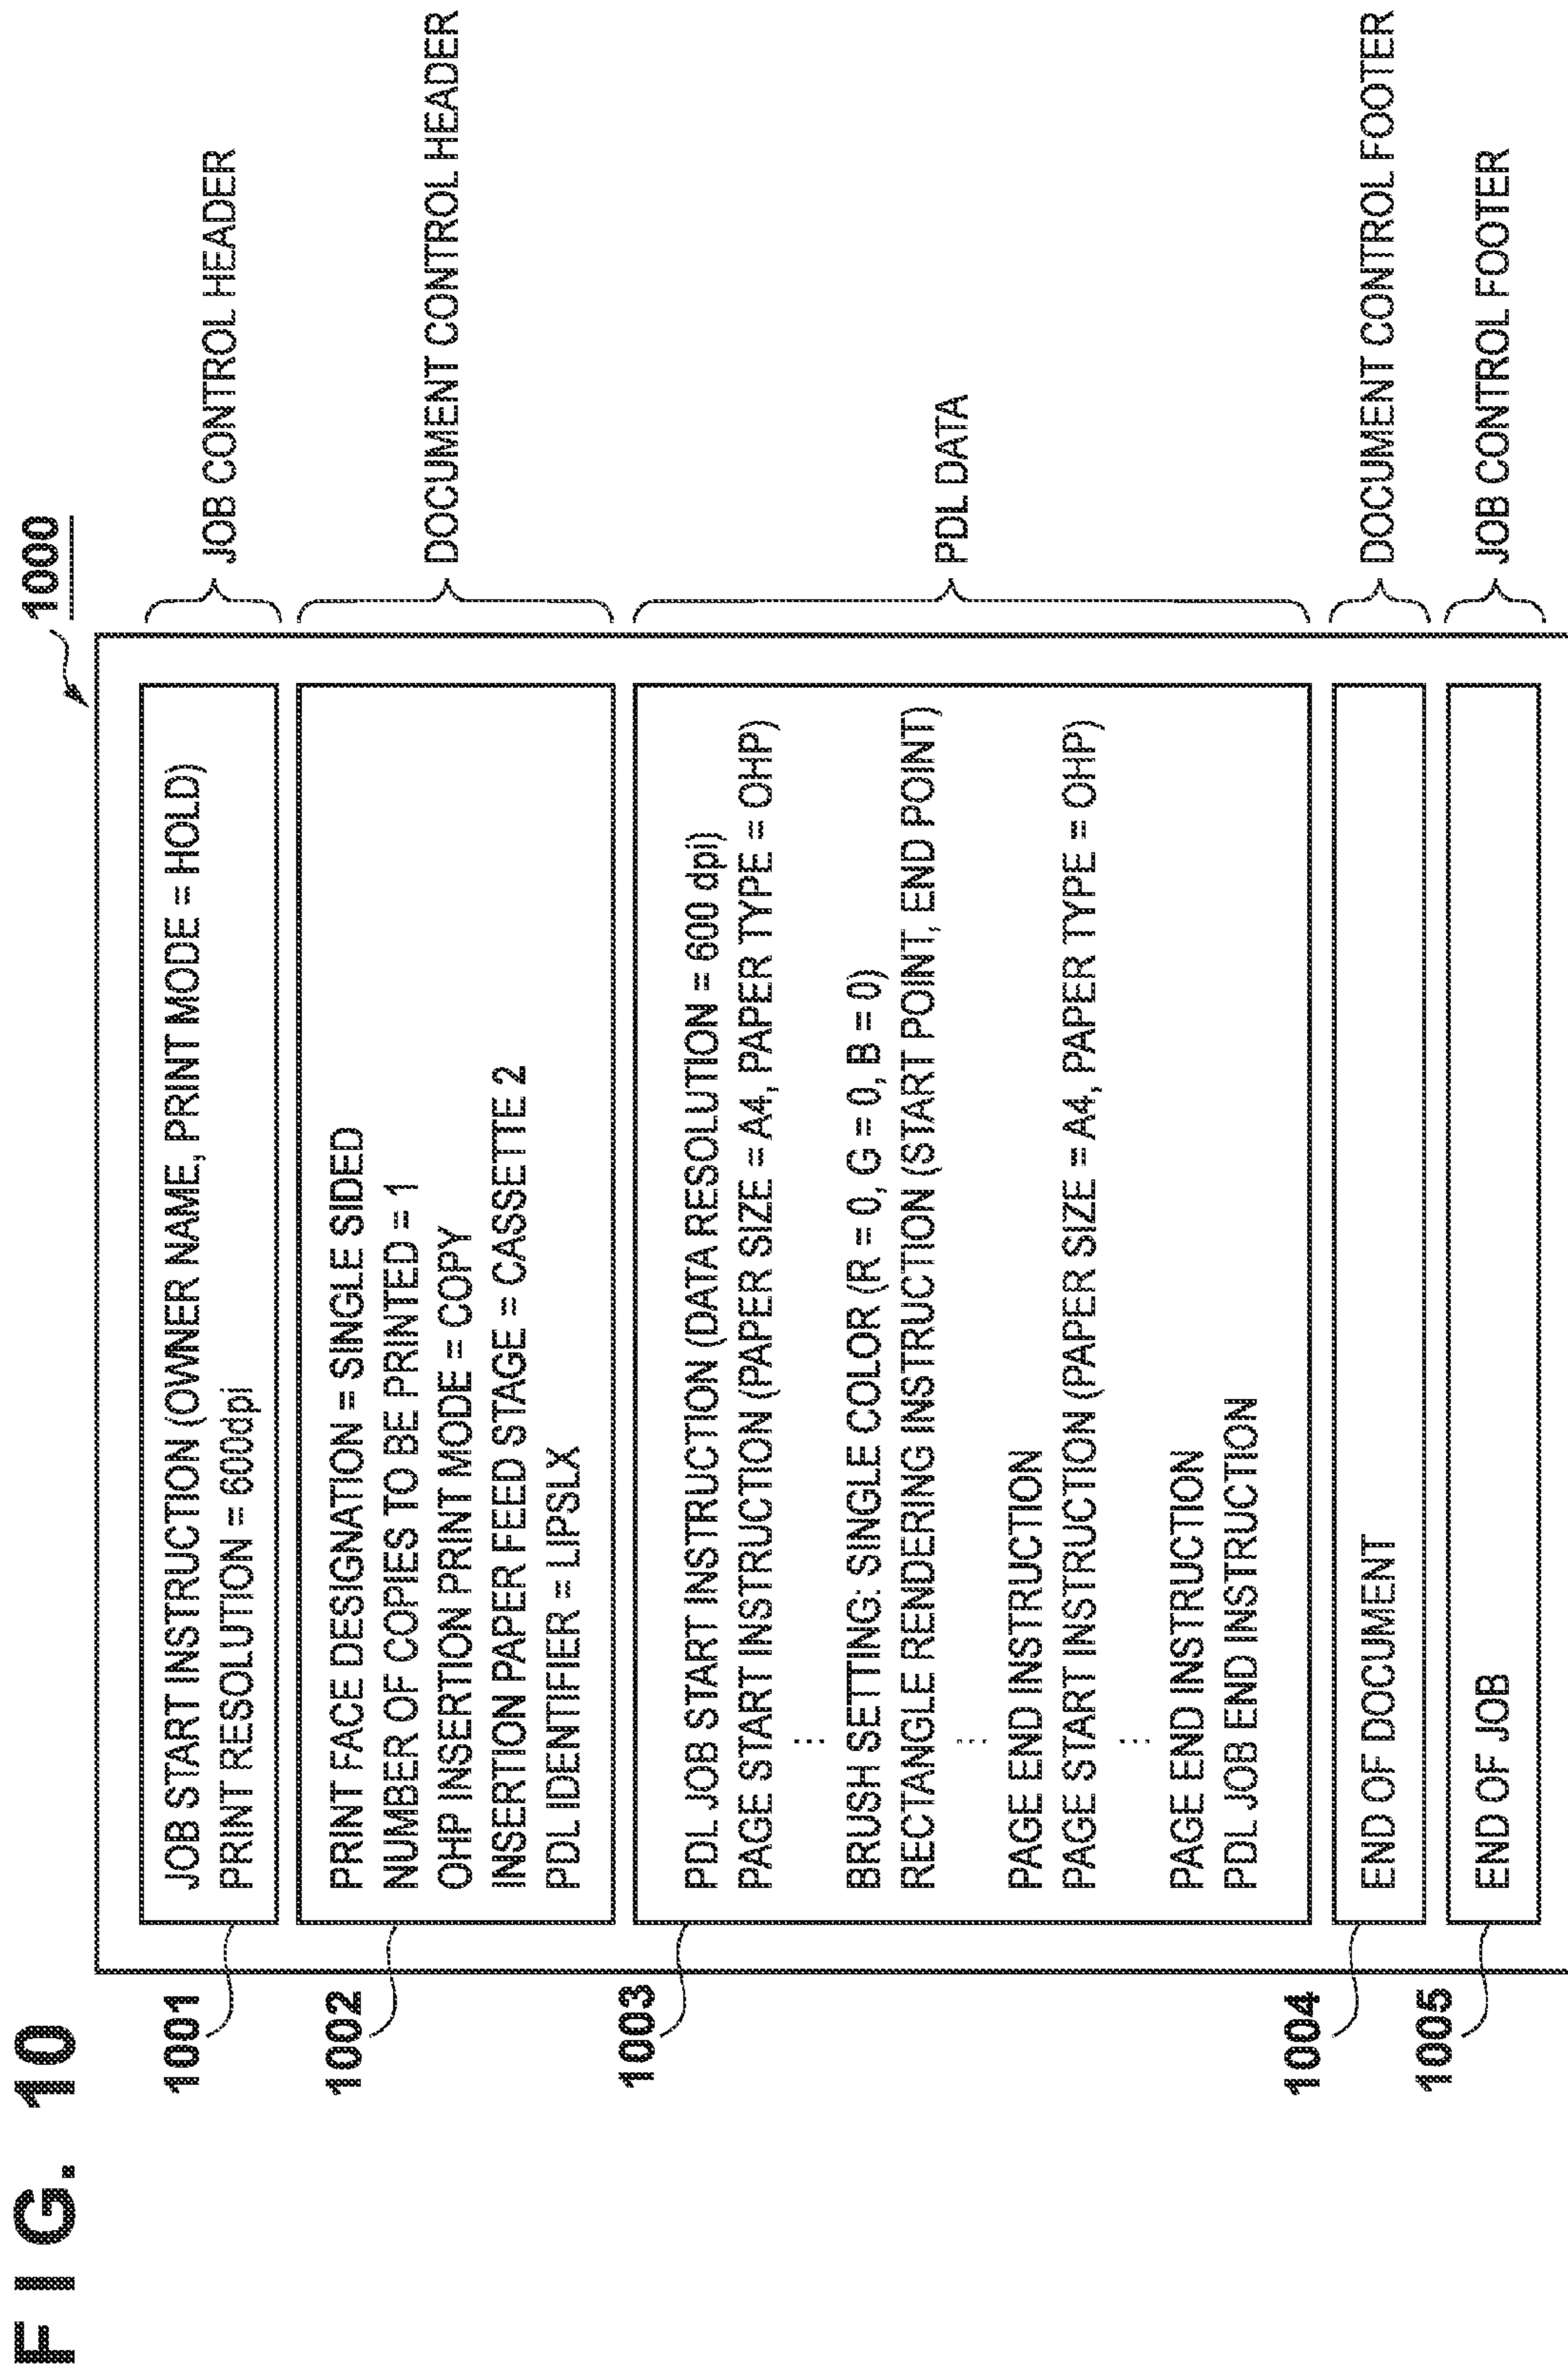 FIG. 10
1000
1001
JOB START INSTRUCTION (OWNER NAME, PRINT MODE = HOLD)
PRINT RESOLUTION = 600dpi
JOB CONTROL HEADER
1002
PRINT FACE DESIGNATION = SINGLE SIDED
NUMBER OF COPIES TO BE PRINTED = 1
OHP INSERTION PRINT MODE = COPY
INSERTION PAPER FEED STAGE = CASSETTE 2
PDL IDENTIFIER = LIPSLX
DOCUMENT CONTROL HEADER
1003
PDL JOB START INSTRUCTION (DATA RESOLUTION = 600 dpi)
PAGE START INSTRUCTION (PAPER SIZE = A4, PAPER TYPE = OHP)
⋮
BRUSH SETTING: SINGLE COLOR (R = 0, G = 0, B = 0)
RECTANGLE RENDERING INSTRUCTION (START POINT, END POINT)
⋮
PAGE END INSTRUCTION
PAGE START INSTRUCTION (PAPER SIZE = A4, PAPER TYPE = OHP)
⋮
PAGE END INSTRUCTION
PDL JOB END INSTRUCTION
PDL DATA
1004
END OF DOCUMENT
DOCUMENT CONTROL FOOTER
1005
END OF JOB
JOB CONTROL FOOTER